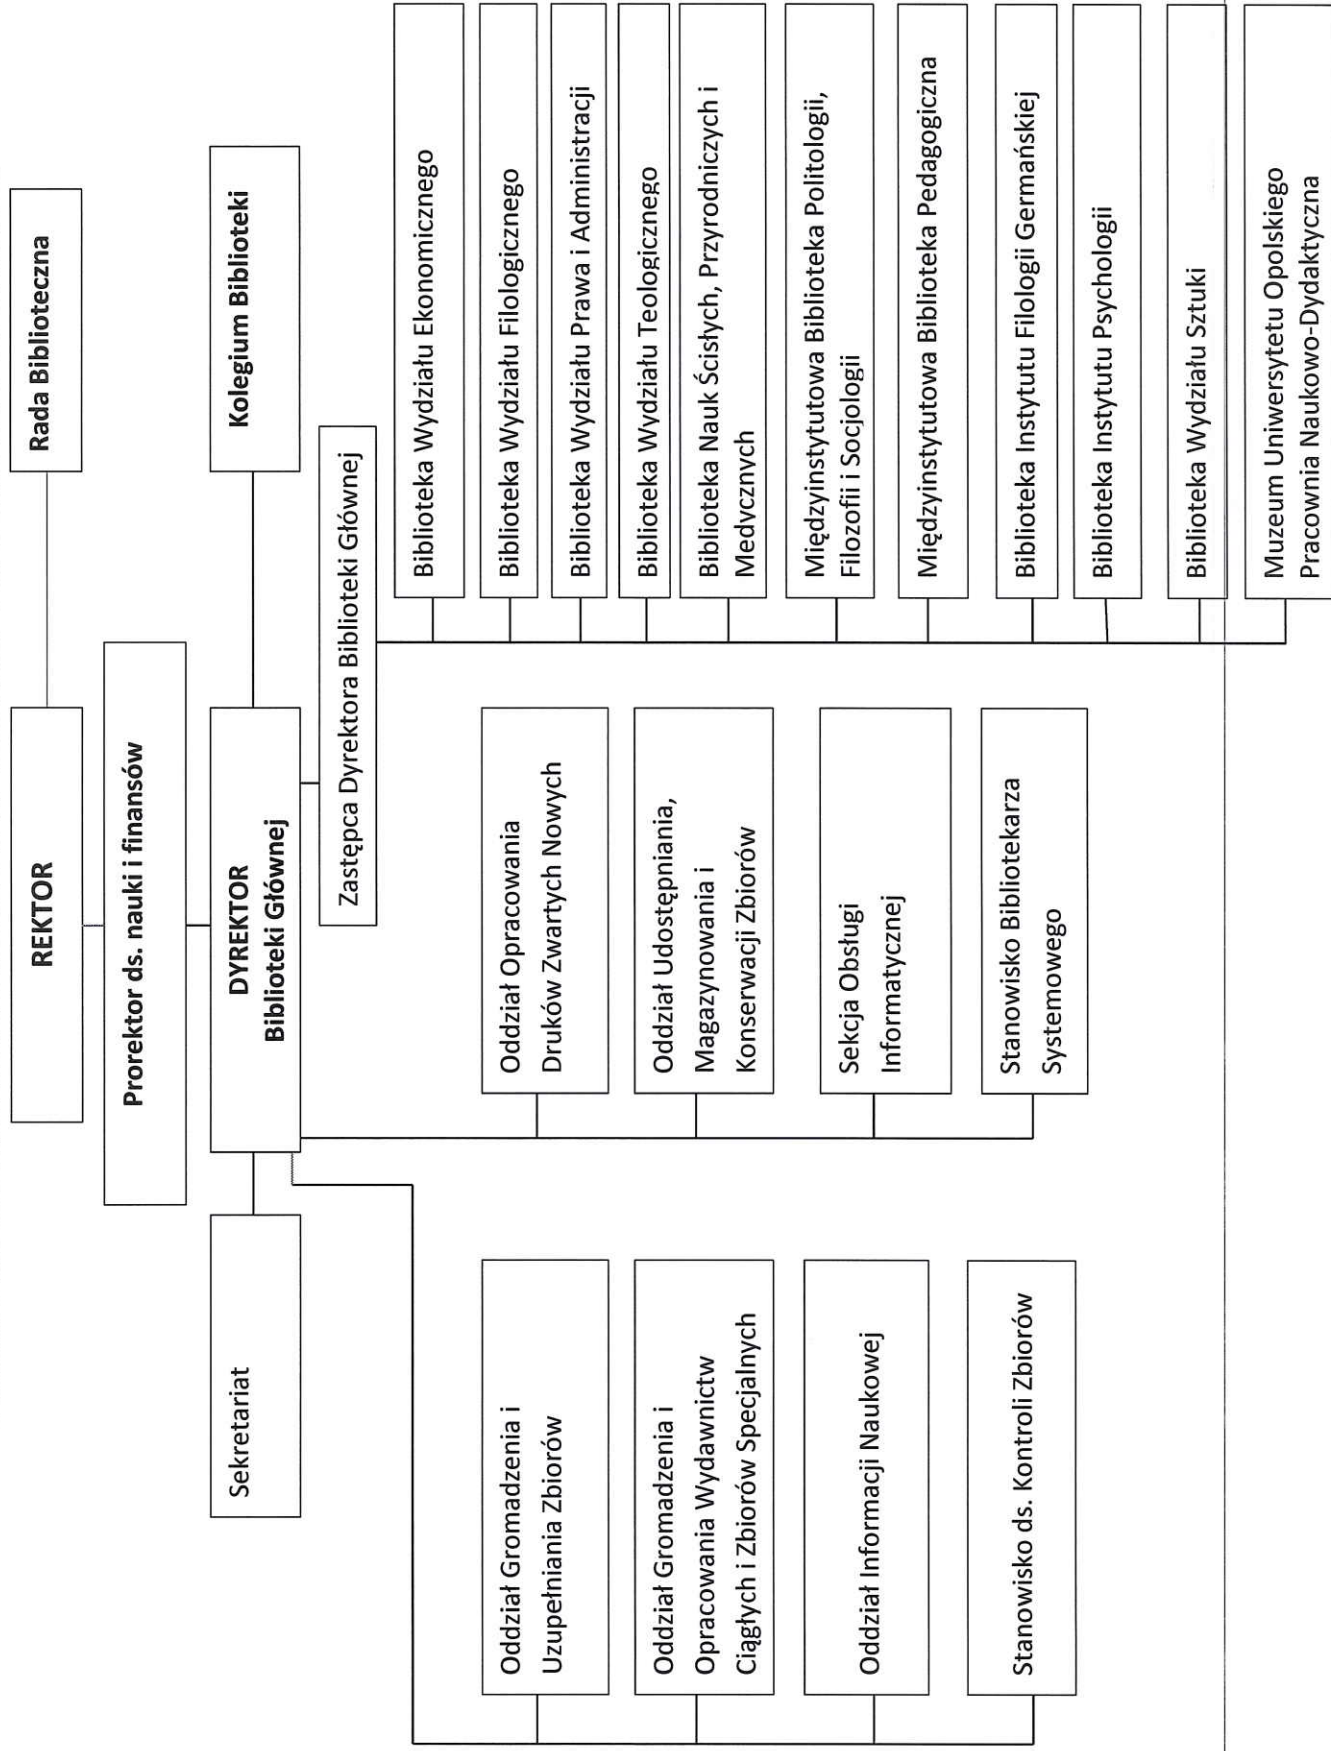 REKTOR
Rada Biblioteczna
Prorektor ds. nauki i finansów
Sekretariat
DYREKTOR
Biblioteki Głównej
Kolegium Biblioteki
Zastępca Dyrektora Biblioteki Głównej
Oddział Gromadzenia i
Uzupełniania Zbiorów
Oddział Gromadzenia i
Opracowania Wydawnictw
Ciągłych i Zbiorów Specjalnych
Oddział Informacji Naukowej
Stanowisko ds. Kontroli Zbiorów
Oddział Opracowania
Druków Zwartych Nowych
Oddział Udostępniania,
Magazynowania i
Konserwacji Zbiorów
Sekcja Obsługi
Informatycznej
Stanowisko Bibliotekarza
Systemowego
Biblioteka Wydziału Ekonomicznego
Biblioteka Wydziału Filologicznego
Biblioteka Wydziału Prawa i Administracji
Biblioteka Wydziału Teologicznego
Biblioteka Nauk Ścisłych, Przyrodniczych i
Medycznych
Międzyinstytutowa Biblioteka Politologii,
Filozofii i Socjologii
Międzyinstytutowa Biblioteka Pedagogiczna
Biblioteka Instytutu Filologii Germańskiej
Biblioteka Instytutu Psychologii
Biblioteka Wydziału Sztuki
Muzeum Uniwersytetu Opolskiego
Pracownia Naukowo-Dydaktyczna